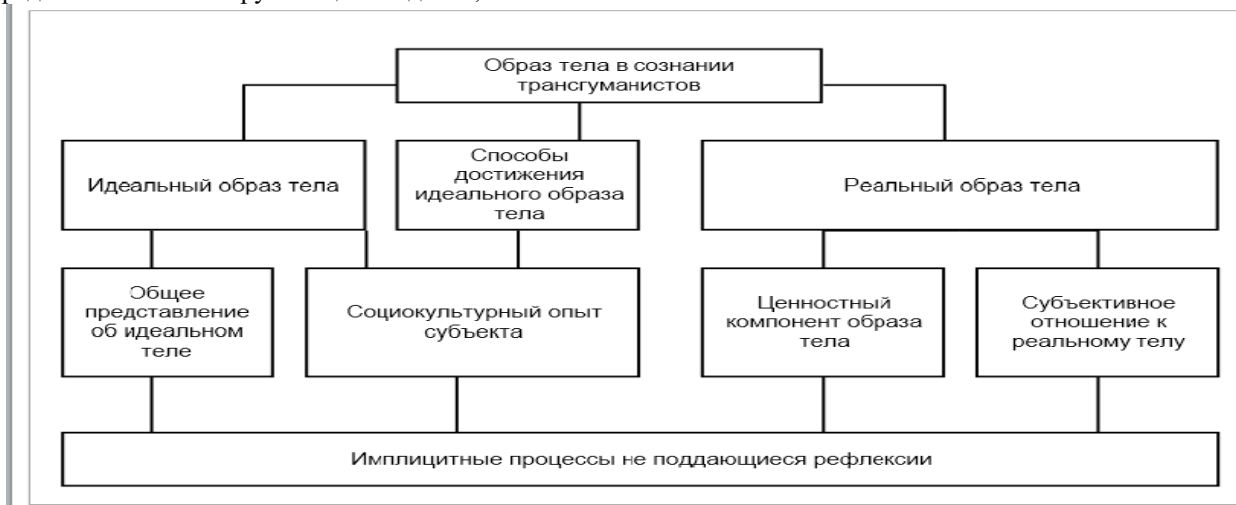 Образ тела в сознании
трансгуманистов
Идеальный образ тела
Способы
достижения
идеального образа
тела
Реальный образ тела
Общее
представление
об идеальном
теле
Социокультурный опыт
субъекта
Ценностный
компонент образа
тела
Субъективное
отношение к
реальному телу
Имплицитные процессы не поддающиеся рефлексии